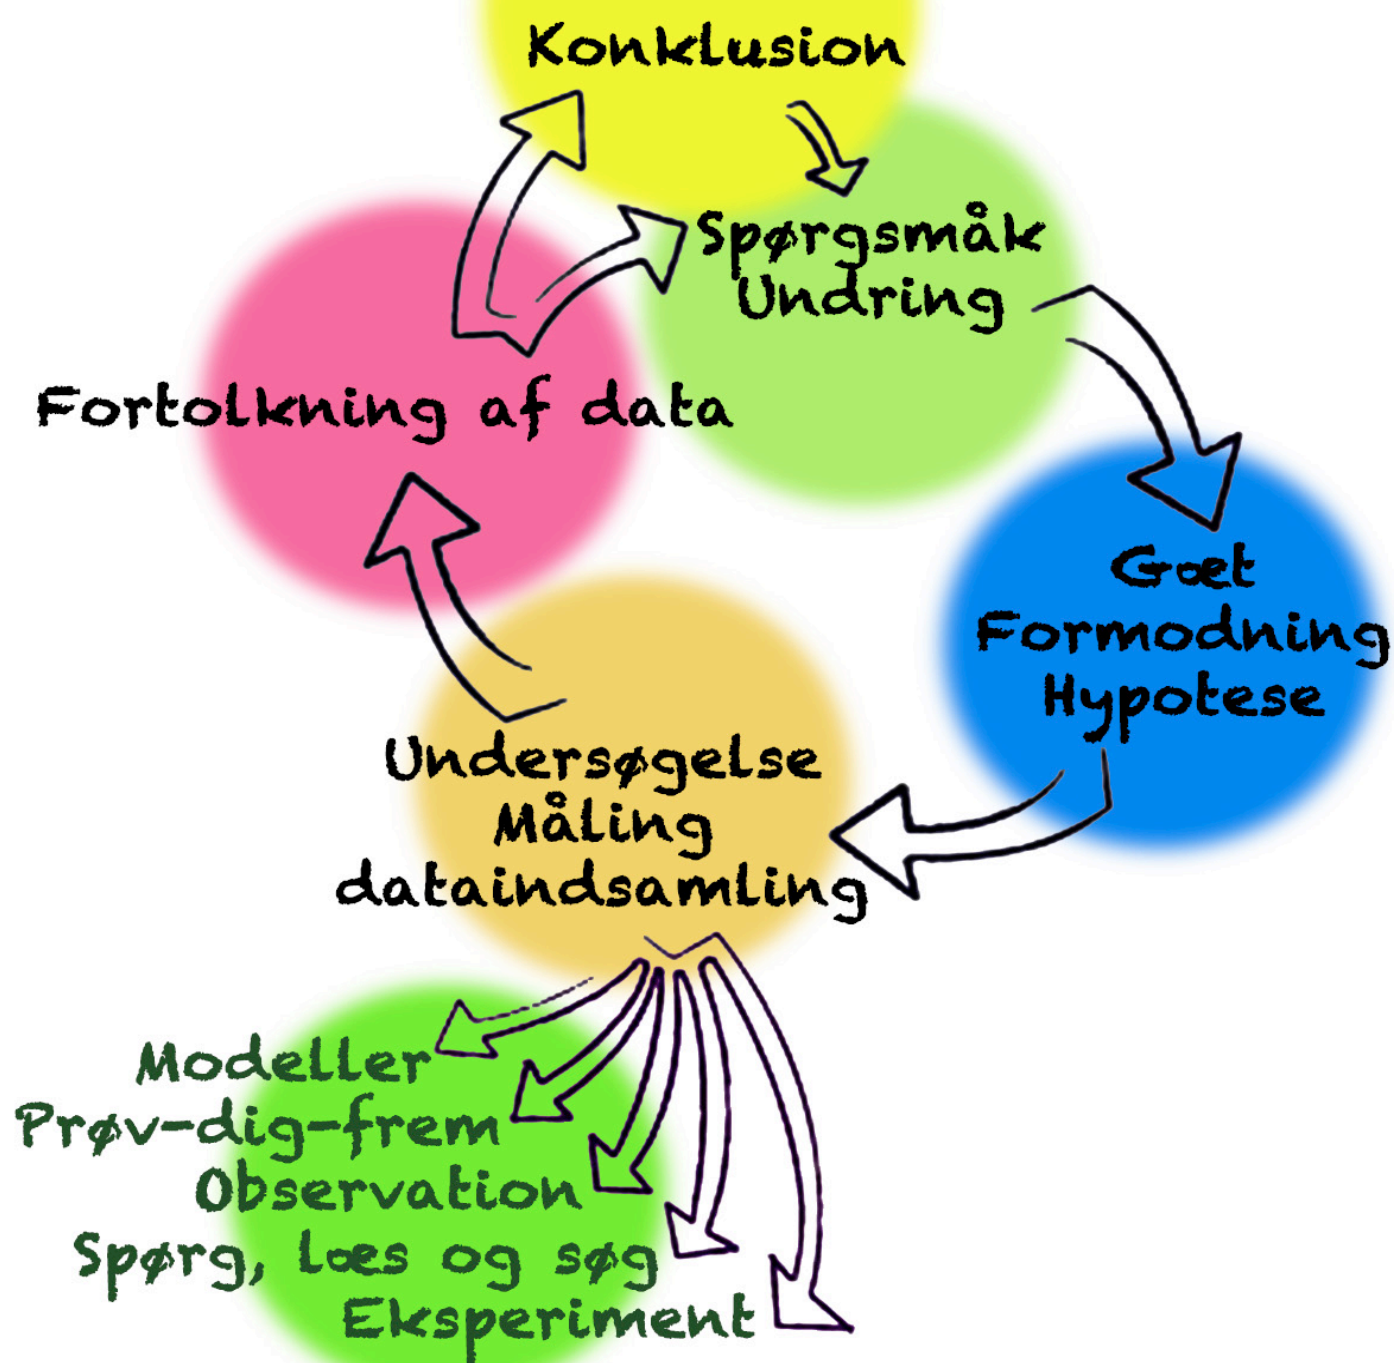 Konklusion
Spørgsmåk
Undring
Fortolkning af data
Gæt
Formodning
Hypotese
Undersøgelse
Måling
dataindsamling
Modeller
Prøv-dig-frem
Observation
Spørg, læs og søg
Eksperiment